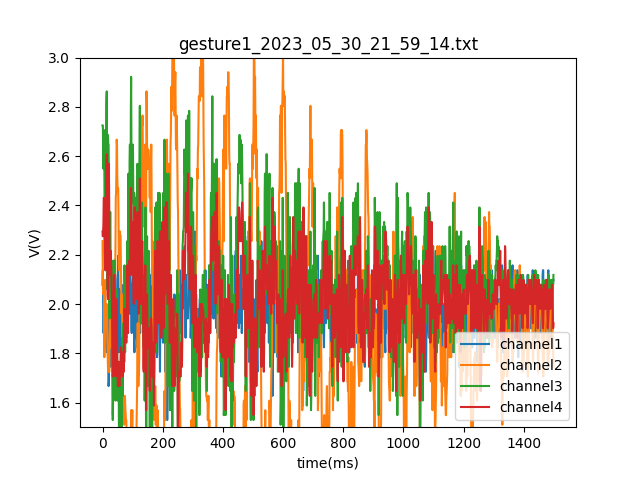 gesture1_2023_05_30_21_59_14.txt
3.0
2.8
2.6
2.4
2.2
2.0
1.8
1.6
V(V)
channel1
channel2
channel3
channel4
0 200 400 600 800 1000 1200 1400
time(ms)